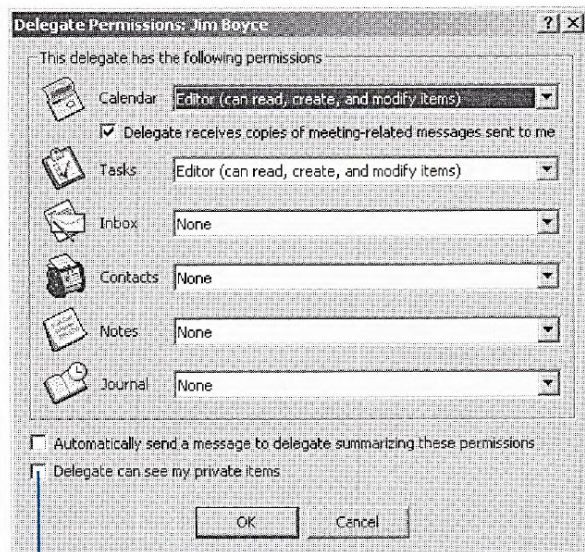 Delegate Permissions: Jim Boyce
This delegate has the following permissions
Calendar Editor (can read, create, and modify items)
Delegate receives copies of meeting-related messages sent to me
Tasks Editor (can read, create, and modify items)
Inbox None
Contacts None
Notes None
Journal None
Automatically send a message to delegate summarizing these permissions
Delegate can see my private items
OK Cancel